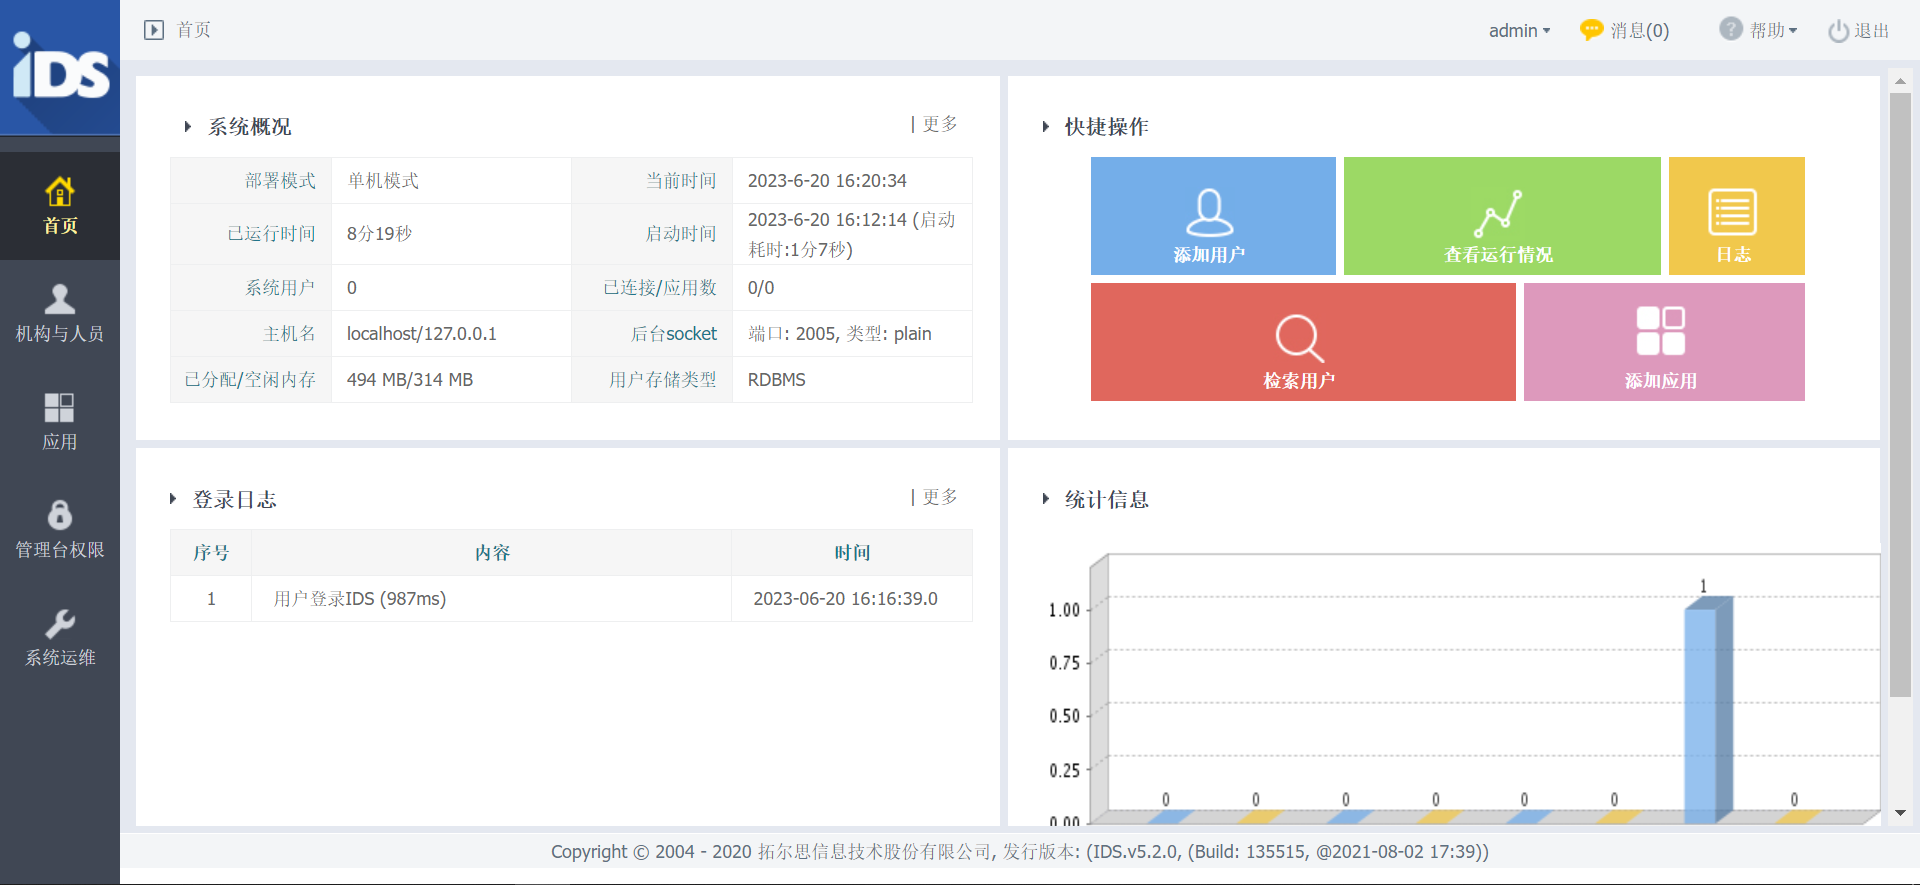 iDS
首页
admin
消息(0)
帮助
退出
首页
机构与人员
应用
管理台权限
系统运维
系统概况
更多
部署模式 单机模式 当前时间 2023-6-20 16:20:34
已运行时间 8分19秒 启动时间 2023-6-20 16:12:14 (启动
耗时:1分7秒)
系统用户 0 已连接/应用数 0/0
主机名 localhost/127.0.0.1 后台socket 端口: 2005, 类型: plain
已分配/空闲内存 494 MB/314 MB 用户存储类型 RDBMS
快捷操作
添加用户
查看运行情况
日志
检索用户
添加应用
登录日志
更多
序号 内容 时间
1 用户登录IDS (987ms) 2023-06-20 16:16:39.0
统计信息
1
1.00
0.75
0.50
0.25
0 0 0 0 0 0 0
0.00
Copyright © 2004 - 2020 拓尔思信息技术股份有限公司, 发行版本: (IDS.v5.2.0, (Build: 135515, @2021-08-02 17:39))